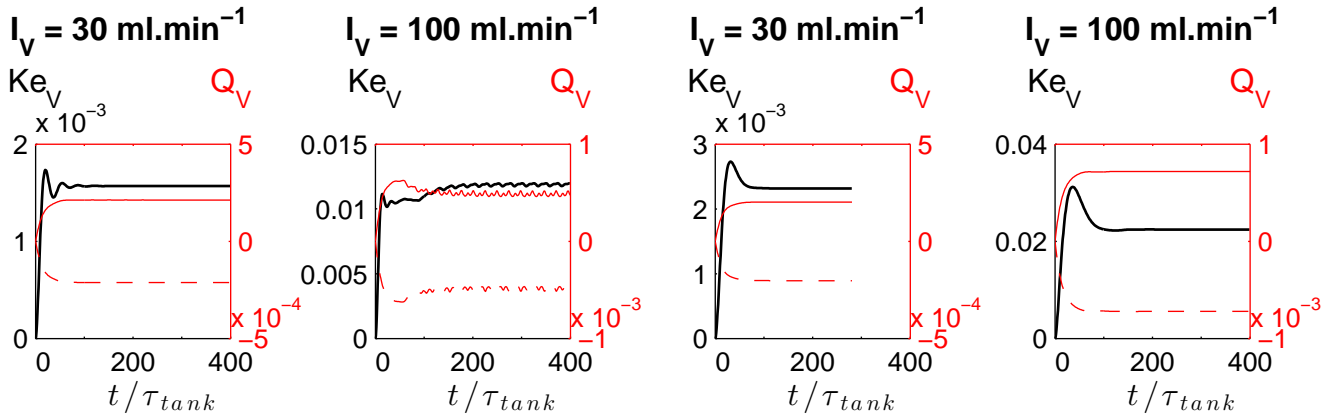 I_V = 30 ml.min⁻¹ I_V = 100 ml.min⁻¹ I_V = 30 ml.min⁻¹ I_V = 100 ml.min⁻¹
Ke_V Q_V Ke_V Q_V Ke_V Q_V Ke_V Q_V
x 10⁻³ x 10⁻³
2 5 0.015 1 3 5 0.04 1
0.01 2
1 0 0 0 0.02 0
0.005 1
x 10⁻⁴ x 10⁻³ x 10⁻⁴ x 10⁻³
0 −5 0 −1 0 −5 0 −1
0 200 400 0 200 400 0 200 400 0 200 400
t/τ_tank t/τ_tank t/τ_tank t/τ_tank